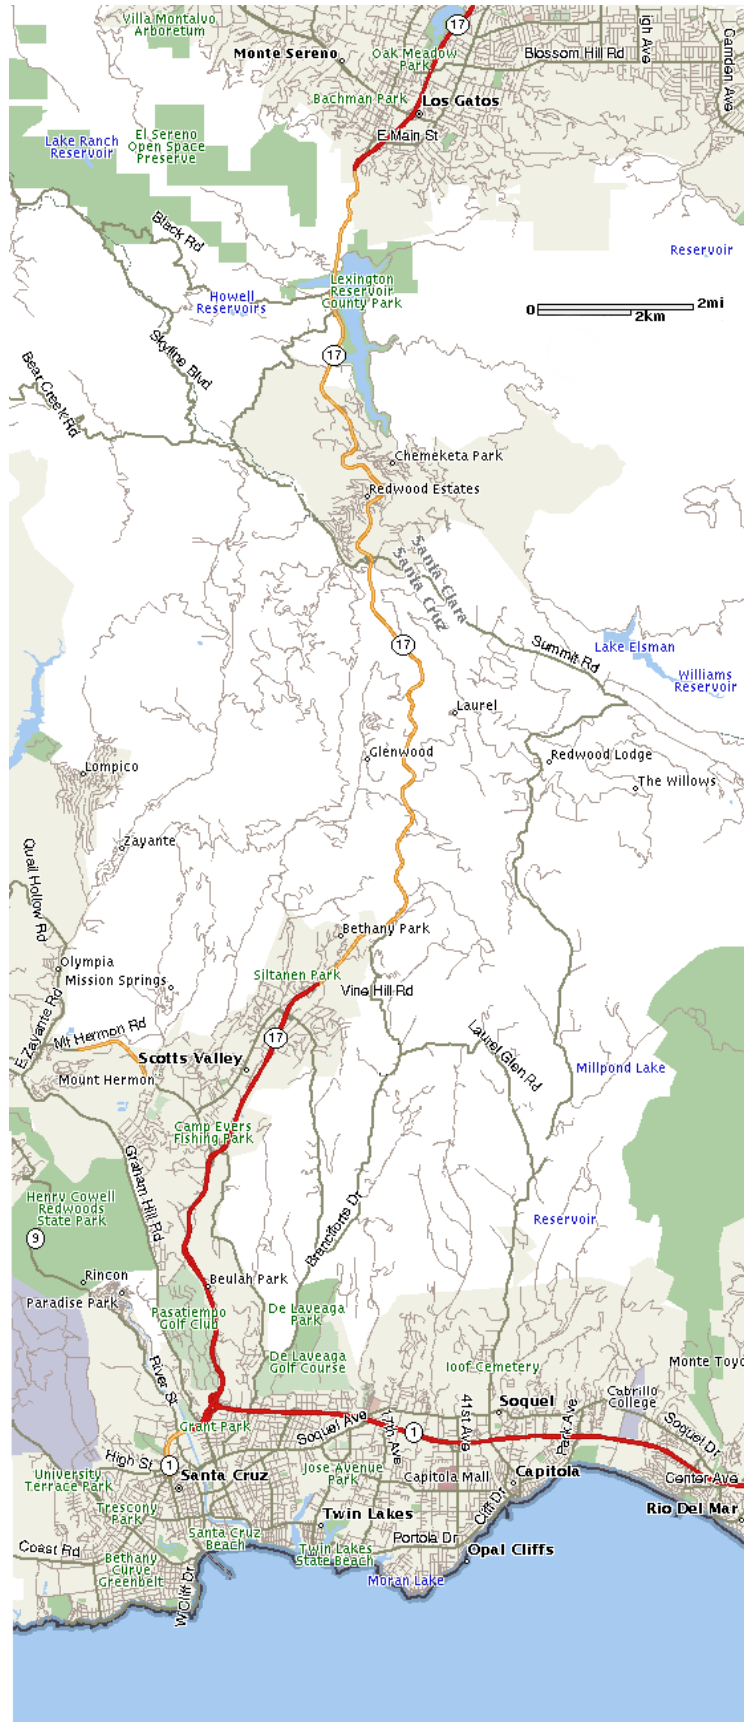 Villa Montalvo
Arboretum
17
Monte Sereno
Oak Meadow
Park
Blossom Hill Rd
igh Ave
Camden Ave
Bachman Park
Los Gatos
E Main St
Lake Ranch
Reservoir
El Sereno
Open Space
Preserve
Black Rd
Reservoir
Lexington
Reservoir
County Park
Howell
Reservoirs
0
2mi
2km
Skyline Blvd
17
Bear Creek Rd
Chemeketa Park
Redwood Estates
Santa Clara
Santa Cruz
17
Summit Rd
Lake Elsman
Williams
Reservoir
Laurel
Glenwood
Redwood Lodge
The Willows
Lompico
Zayante
Quail Hollow Rd
Bethany Park
Olympia
Mission Springs
Siltanen Park
Vine Hill Rd
E Zayante Rd
Mt Hermon Rd
17
Scotts Valley
Laurel Glen Rd
Millpond Lake
Mount Hermon
Camp Evers
Fishing Park
Graham Hill Rd
Henry Cowell
Redwoods
State Park
9
Branciforte Dr
Reservoir
Rincon
Beulah Park
Paradise Park
Pasatiempo
Golf Club
De Laveaga
Park
River St
De Laveaga
Golf Course
Ioof Cemetery
Monte Toyo
Cabrillo
College
Soquel
41st Ave
Park Ave
Soquel Dr
Grant Park
Soquel Ave
17th Ave
1
High St
1
Santa Cruz
University
Terrace Park
Jose Avenue
Park
Capitola Mall
Capitola
Center Ave
Trescony
Park
Twin Lakes
Cliff Dr
Rio Del Mar
Santa Cruz
Beach
Portola Dr
Coast Rd
Bethany
Curve
Greenbelt
Twin Lakes
State Beach
Opal Cliffs
Moran Lake
W Cliff Dr